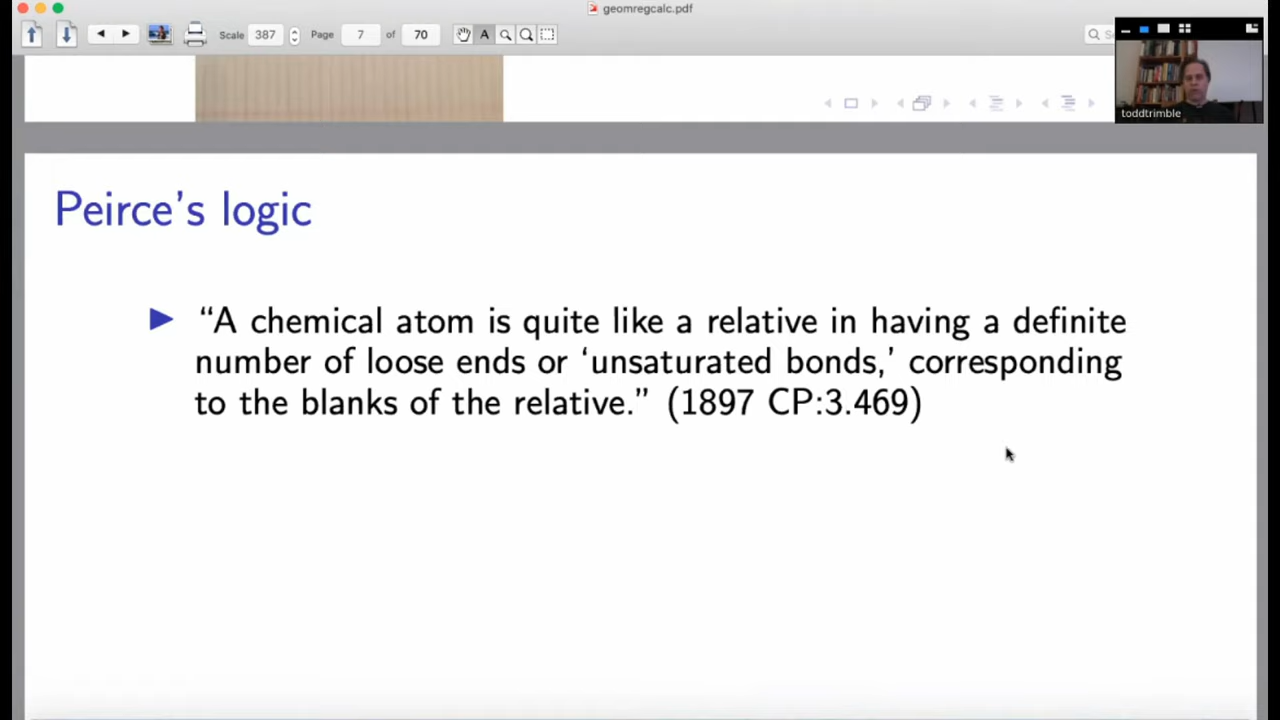 geomregcalc.pdf
Scale 387 Page 7 of 70
toddtrimble
Peirce's logic
“A chemical atom is quite like a relative in having a definite
number of loose ends or ‘unsaturated bonds,’ corresponding
to the blanks of the relative.” (1897 CP:3.469)